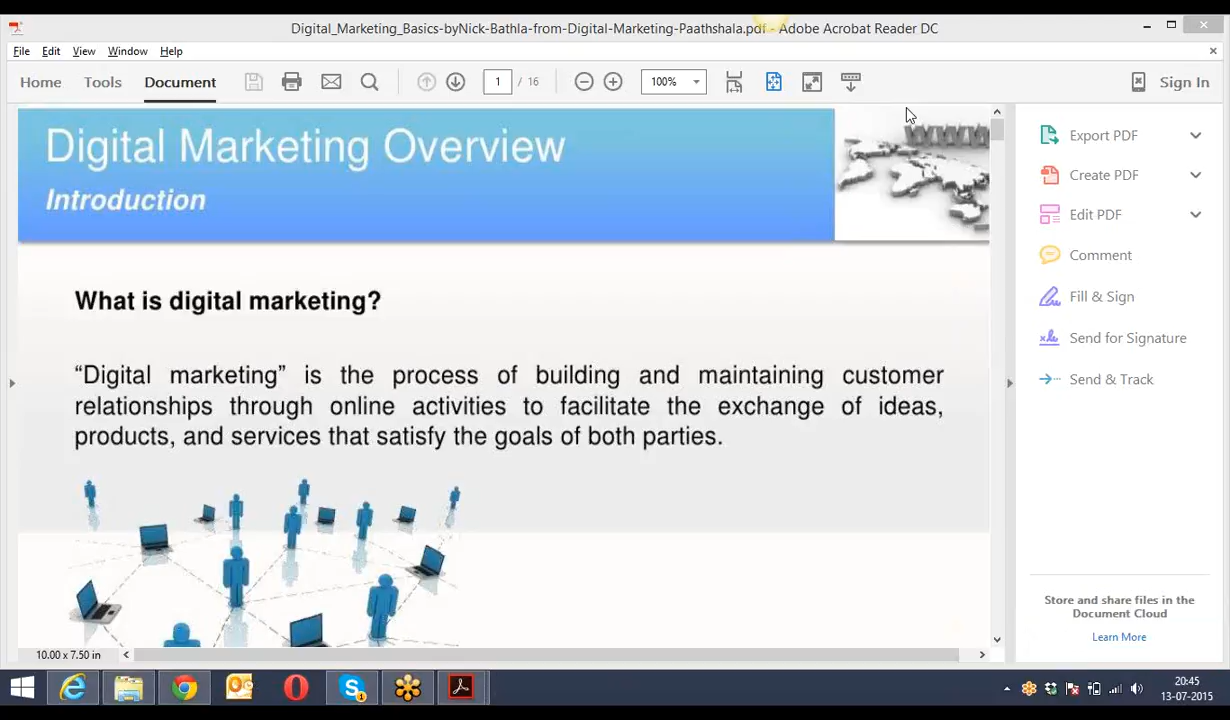 Digital_Marketing_Basics-byNick-Bathla-from-Digital-Marketing-Paathshala.pdf - Adobe Acrobat Reader DC
File Edit View Window Help
Home Tools Document 1 / 16 100% Sign In
Digital Marketing Overview
Introduction
WWW
What is digital marketing?
“Digital marketing” is the process of building and maintaining customer
relationships through online activities to facilitate the exchange of ideas,
products, and services that satisfy the goals of both parties.
Export PDF
Create PDF
Edit PDF
Comment
Fill & Sign
Send for Signature
Send & Track
Store and share files in the
Document Cloud
Learn More
10.00 x 7.50 in
20:45
13-07-2015